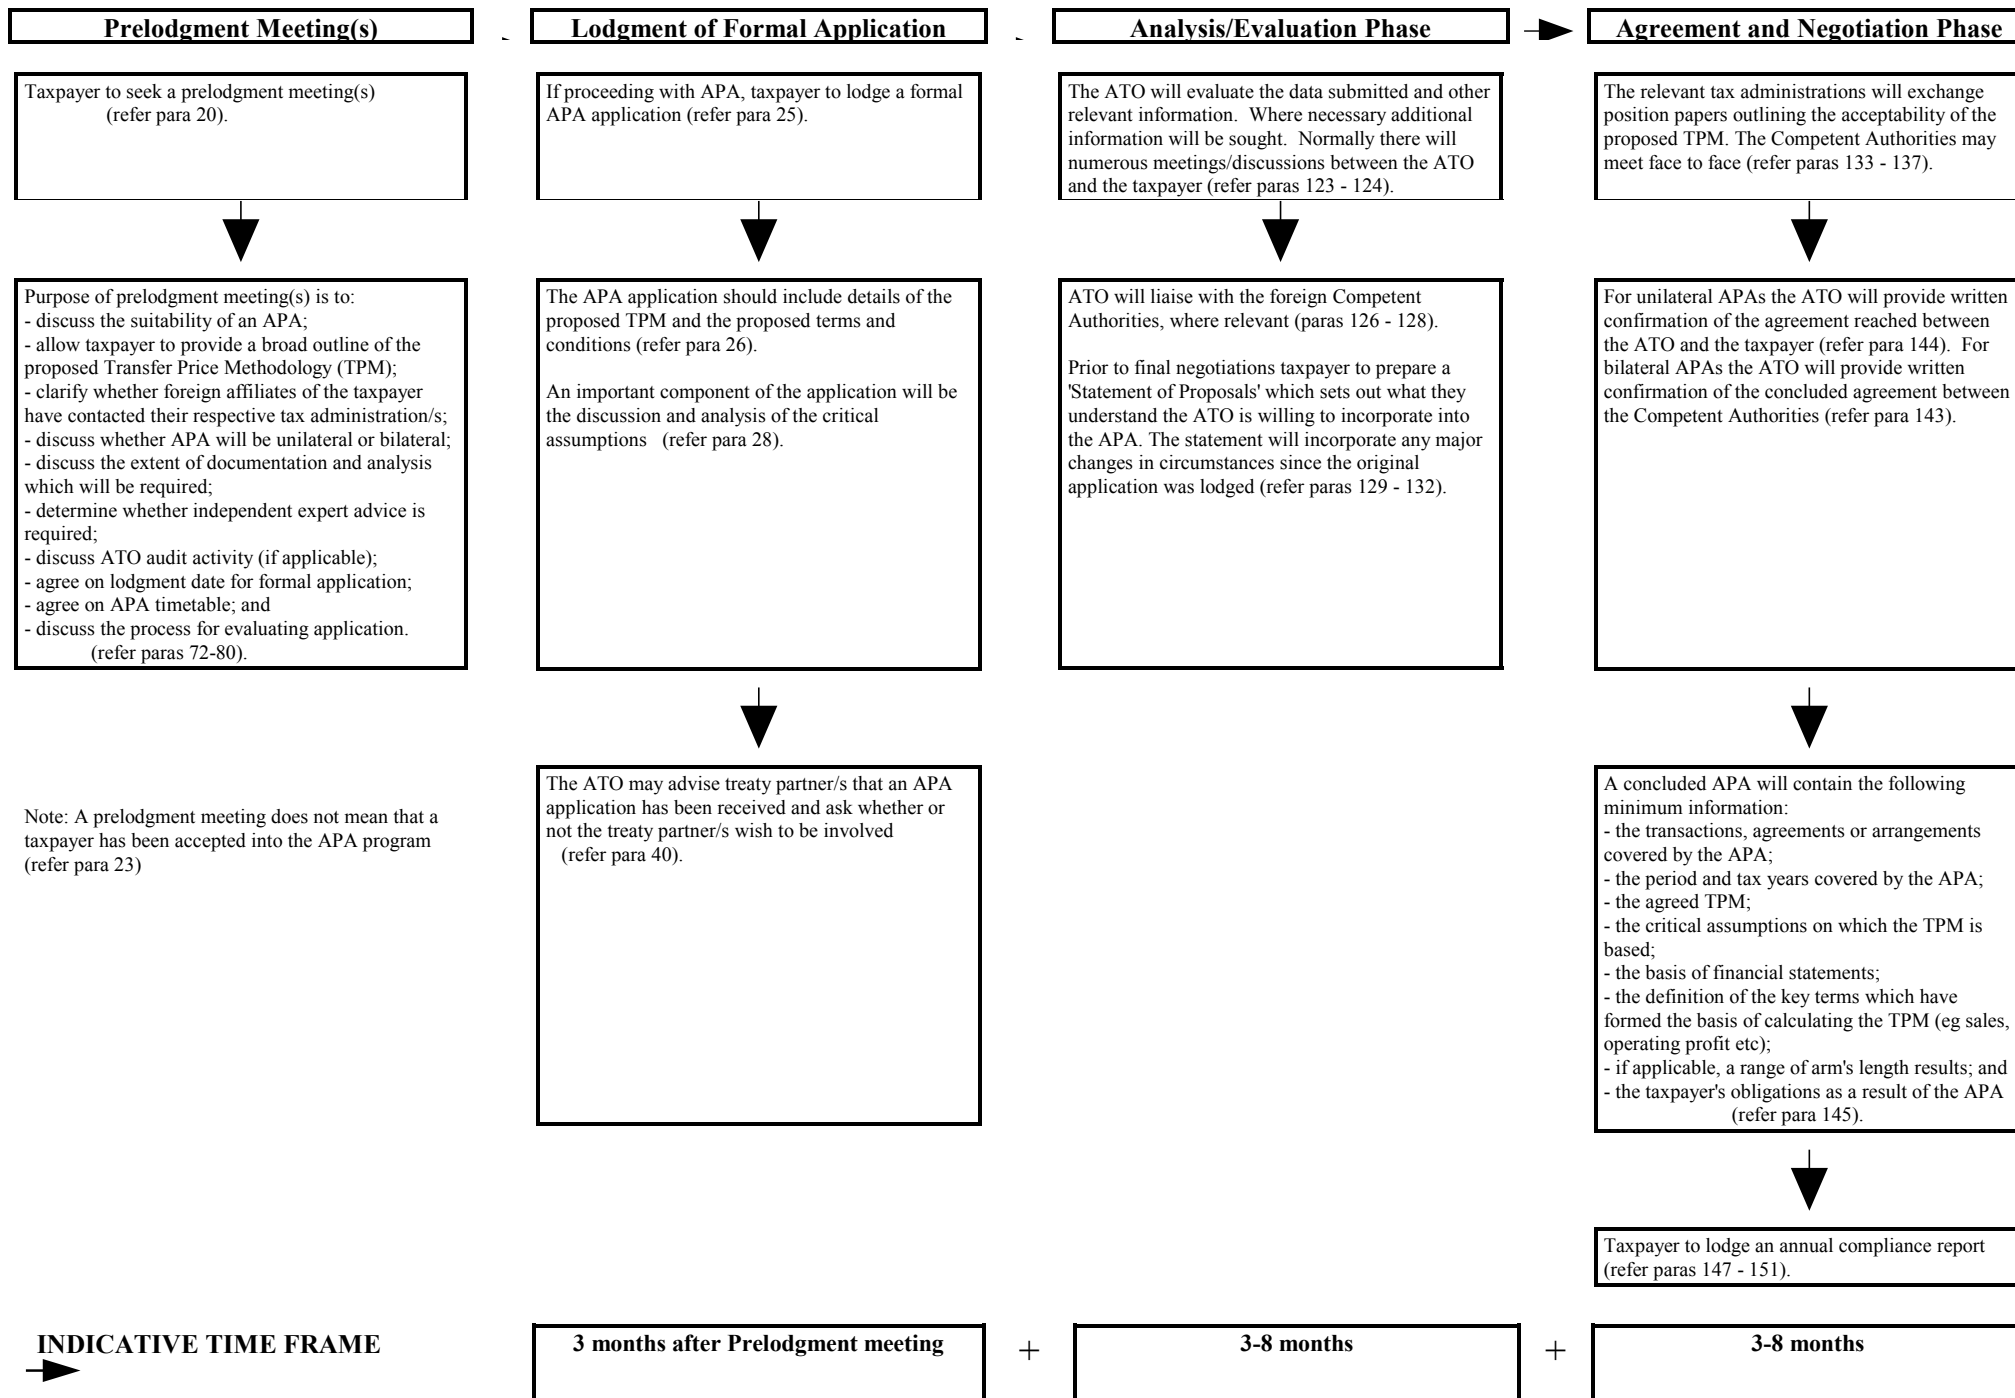 Prelodgment Meeting(s)
Lodgment of Formal Application
Analysis/Evaluation Phase
Agreement and Negotiation Phase
Taxpayer to seek a prelodgment meeting(s)
(refer para 20).
If proceeding with APA, taxpayer to lodge a formal
APA application (refer para 25).
The ATO will evaluate the data submitted and other
relevant information.  Where necessary additional
information will be sought.  Normally there will
numerous meetings/discussions between the ATO
and the taxpayer (refer paras 123 - 124).
The relevant tax administrations will exchange
position papers outlining the acceptability of the
proposed TPM. The Competent Authorities may
meet face to face (refer paras 133 - 137).
Purpose of prelodgment meeting(s) is to:
- discuss the suitability of an APA;
- allow taxpayer to provide a broad outline of the
proposed Transfer Price Methodology (TPM);
- clarify whether foreign affiliates of the taxpayer
have contacted their respective tax administration/s;
- discuss whether APA will be unilateral or bilateral;
- discuss the extent of documentation and analysis
which will be required;
- determine whether independent expert advice is
required;
- discuss ATO audit activity (if applicable);
- agree on lodgment date for formal application;
- agree on APA timetable; and
- discuss the process for evaluating application.
(refer paras 72-80).
The APA application should include details of the
proposed TPM and the proposed terms and
conditions (refer para 26).
An important component of the application will be
the discussion and analysis of the critical
assumptions   (refer para 28).
ATO will liaise with the foreign Competent
Authorities, where relevant (paras 126 - 128).
Prior to final negotiations taxpayer to prepare a
'Statement of Proposals' which sets out what they
understand the ATO is willing to incorporate into
the APA. The statement will incorporate any major
changes in circumstances since the original
application was lodged (refer paras 129 - 132).
For unilateral APAs the ATO will provide written
confirmation of the agreement reached between
the ATO and the taxpayer (refer para 144).  For
bilateral APAs the ATO will provide written
confirmation of the concluded agreement between
the Competent Authorities (refer para 143).
Note: A prelodgment meeting does not mean that a
taxpayer has been accepted into the APA program
(refer para 23)
The ATO may advise treaty partner/s that an APA
application has been received and ask whether or
not the treaty partner/s wish to be involved
(refer para 40).
A concluded APA will contain the following
minimum information:
- the transactions, agreements or arrangements
covered by the APA;
- the period and tax years covered by the APA;
- the agreed TPM;
- the critical assumptions on which the TPM is
based;
- the basis of financial statements;
- the definition of the key terms which have
formed the basis of calculating the TPM (eg sales,
operating profit etc);
- if applicable, a range of arm's length results; and
- the taxpayer's obligations as a result of the APA
(refer para 145).
Taxpayer to lodge an annual compliance report
(refer paras 147 - 151).
INDICATIVE TIME FRAME
3 months after Prelodgment meeting
+
3-8 months
+
3-8 months